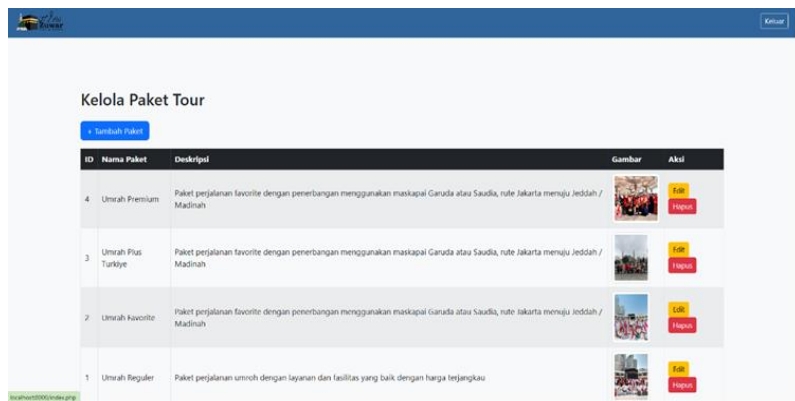 Zuwar
Keluar
Kelola Paket Tour
+ Tambah Paket
ID Nama Paket Deskripsi Gambar Aksi
4 Umrah Premium Paket perjalanan favorite dengan penerbangan menggunakan maskapai Garuda atau Saudia, rute Jakarta menuju Jeddah /
Madinah
Edit
Hapus
3 Umrah Plus
Turkiye
Paket perjalanan favorite dengan penerbangan menggunakan maskapai Garuda atau Saudia, rute Jakarta menuju Jeddah /
Madinah
Edit
Hapus
2 Umrah Favorite Paket perjalanan favorite dengan penerbangan menggunakan maskapai Garuda atau Saudia, rute Jakarta menuju Jeddah /
Madinah
Edit
Hapus
1 Umrah Reguler Paket perjalanan umroh dengan layanan dan fasilitas yang baik dengan harga terjangkau
Edit
Hapus